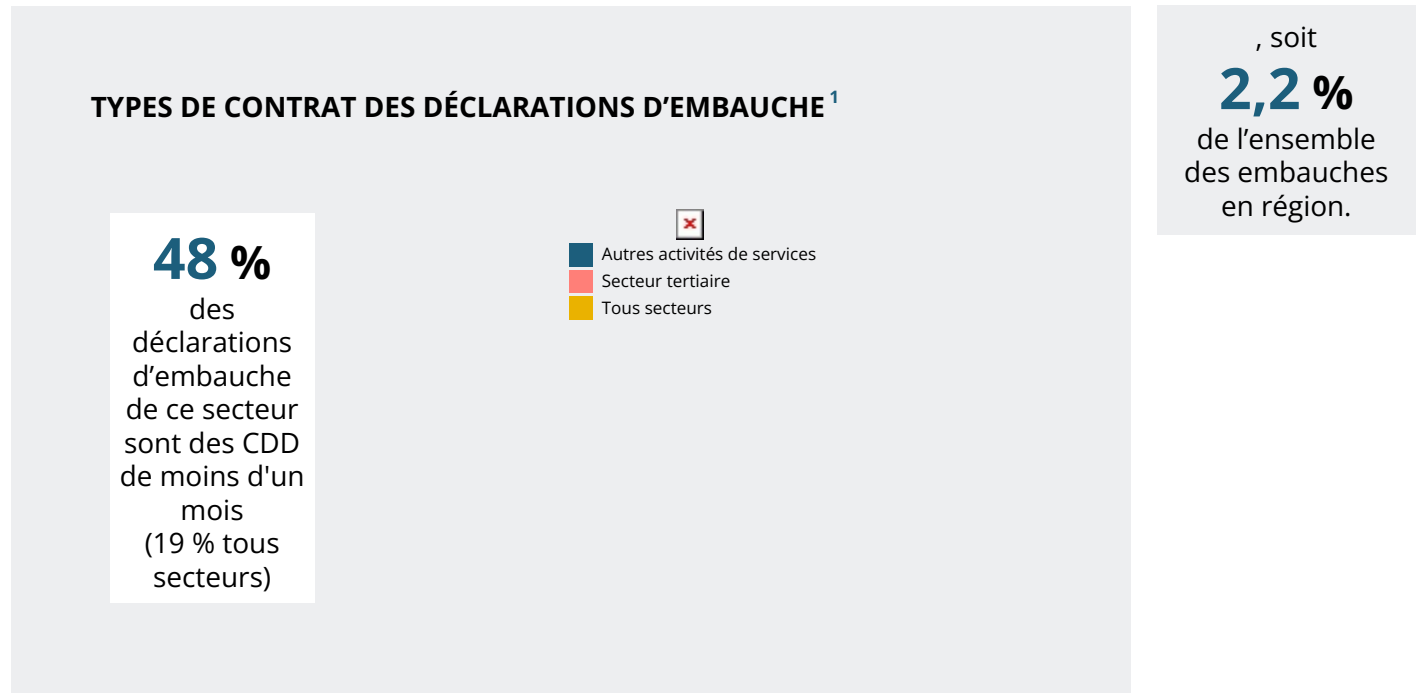 TYPES DE CONTRAT DES DÉCLARATIONS D’EMBAUCHE 1
48 %
des
déclarations
d’embauche
de ce secteur
sont des CDD
de moins d'un
mois
(19 % tous
secteurs)
Autres activités de services
Secteur tertiaire
Tous secteurs
, soit
2,2 %
de l’ensemble
des embauches
en région.